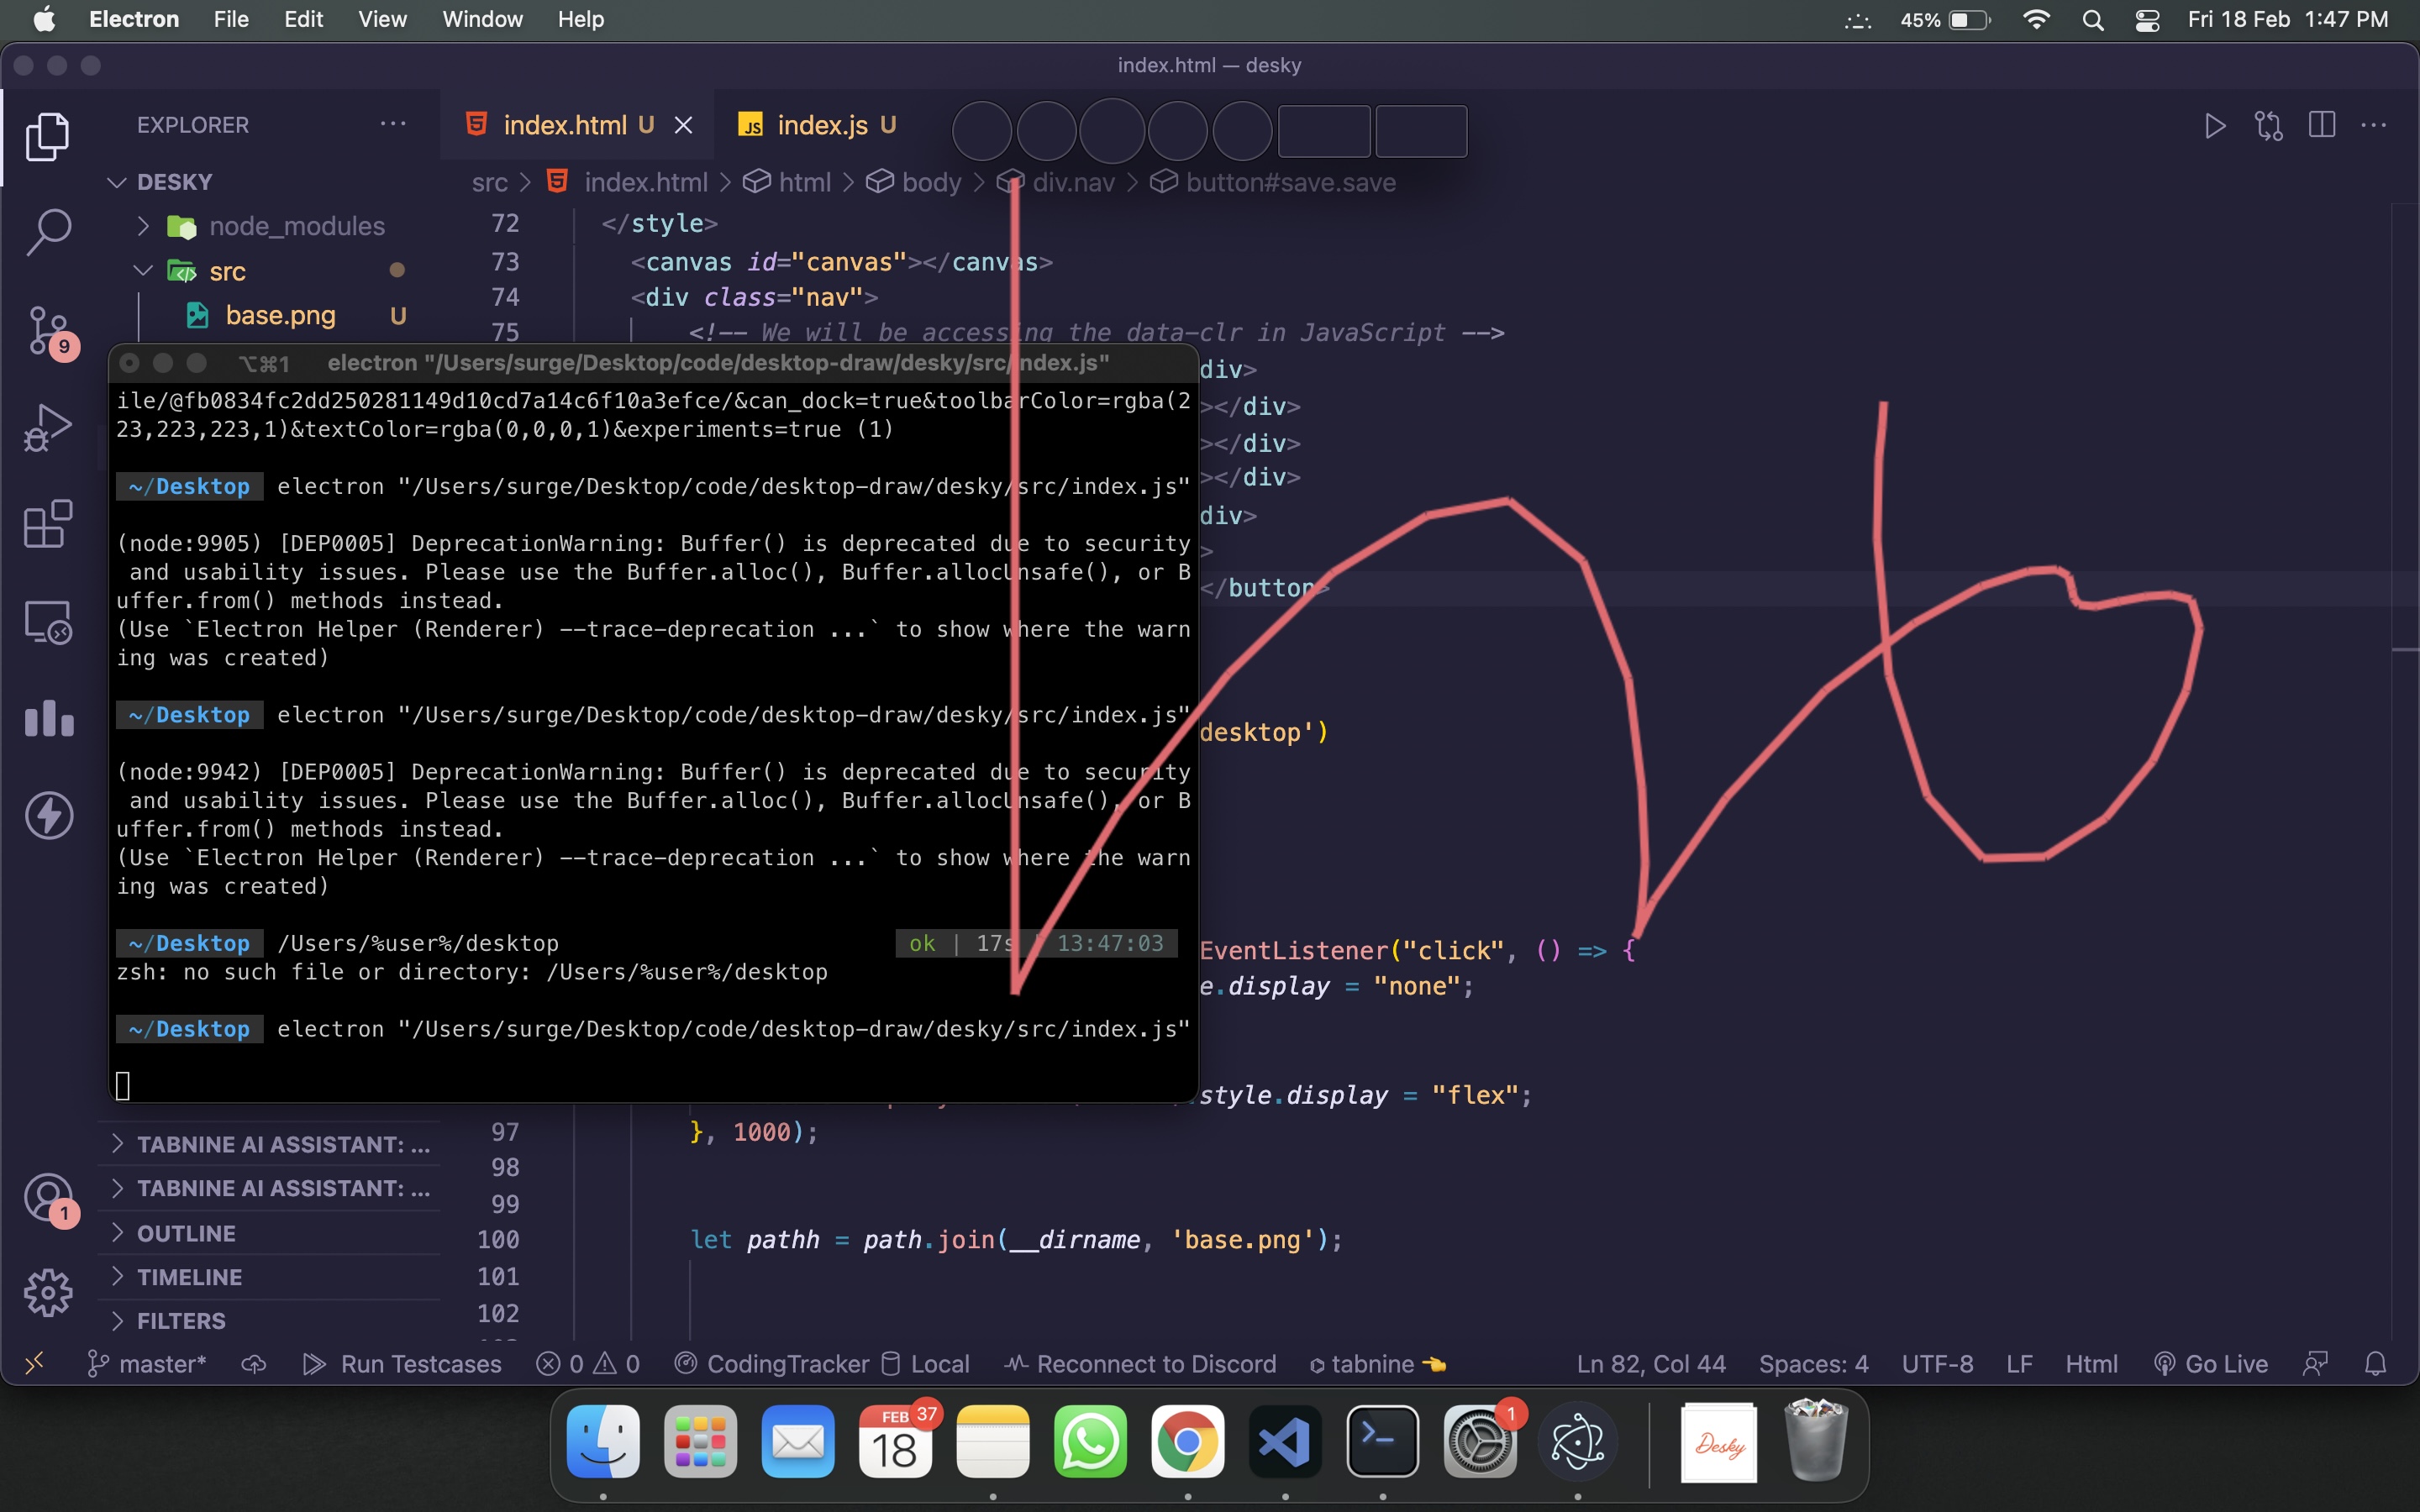 Electron File Edit View Window Help 45% Fri 18 Feb 1:47 PM
index.html — desky
EXPLORER ··· index.html U index.js U
DESKY src > index.html > html > body > div.nav > button#save.save
node_modules
src
base.png U
9
72 </style>
73 <canvas id="canvas"></canvas>
74 <div class="nav">
75 <!-- We will be accessing the data-clr in JavaScript -->
div>
></div>
></div>
></div>
div>
>
</button>
desktop')
EventListener("click", () => {
e.display = "none";
.style.display = "flex";
⌥⌘1 electron "/Users/surge/Desktop/code/desktop-draw/desky/src/index.js"
ile/@fb0834fc2dd250281149d10cd7a14c6f10a3efce/&can_dock=true&toolbarColor=rgba(2
23,223,223,1)&textColor=rgba(0,0,0,1)&experiments=true (1)
~/Desktop electron "/Users/surge/Desktop/code/desktop-draw/desky/src/index.js"
(node:9905) [DEP0005] DeprecationWarning: Buffer() is deprecated due to security
and usability issues. Please use the Buffer.alloc(), Buffer.allocUnsafe(), or B
uffer.from() methods instead.
(Use `Electron Helper (Renderer) --trace-deprecation ...` to show where the warn
ing was created)
~/Desktop electron "/Users/surge/Desktop/code/desktop-draw/desky/src/index.js"
(node:9942) [DEP0005] DeprecationWarning: Buffer() is deprecated due to security
and usability issues. Please use the Buffer.alloc(), Buffer.allocUnsafe(), or B
uffer.from() methods instead.
(Use `Electron Helper (Renderer) --trace-deprecation ...` to show where the warn
ing was created)
~/Desktop /Users/%user%/desktop ok | 17s | 13:47:03
zsh: no such file or directory: /Users/%user%/desktop
~/Desktop electron "/Users/surge/Desktop/code/desktop-draw/desky/src/index.js"
97 }, 1000);
98
99
100 let pathh = path.join(__dirname, 'base.png');
101
102
TABNINE AI ASSISTANT: ...
TABNINE AI ASSISTANT: ...
OUTLINE
TIMELINE
FILTERS
1
master* Run Testcases 0 0 CodingTracker Local Reconnect to Discord tabnine Ln 82, Col 44 Spaces: 4 UTF-8 LF Html Go Live
FEB 18 37 1 Desky